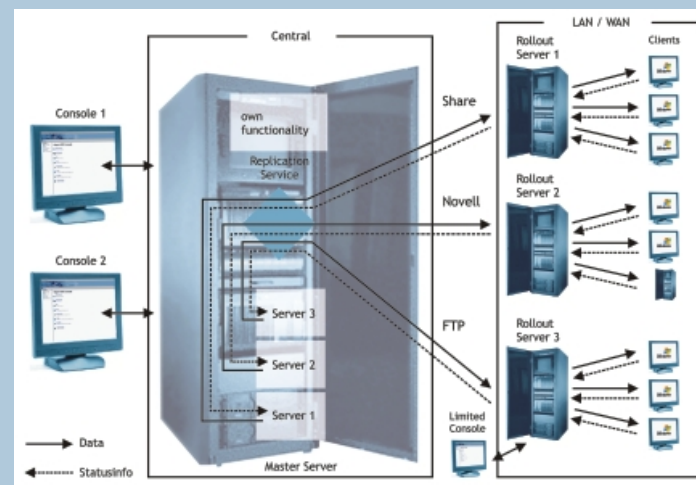 Central
LAN / WAN
Console 1
Console 2
own
functionality
Replication
Service
Server 3
Server 2
Server 1
Master Server
Share
Novell
FTP
Rollout
Server 1
Clients
Rollout
Server 2
Rollout
Server 3
Limited
Console
Data
StatusInfo